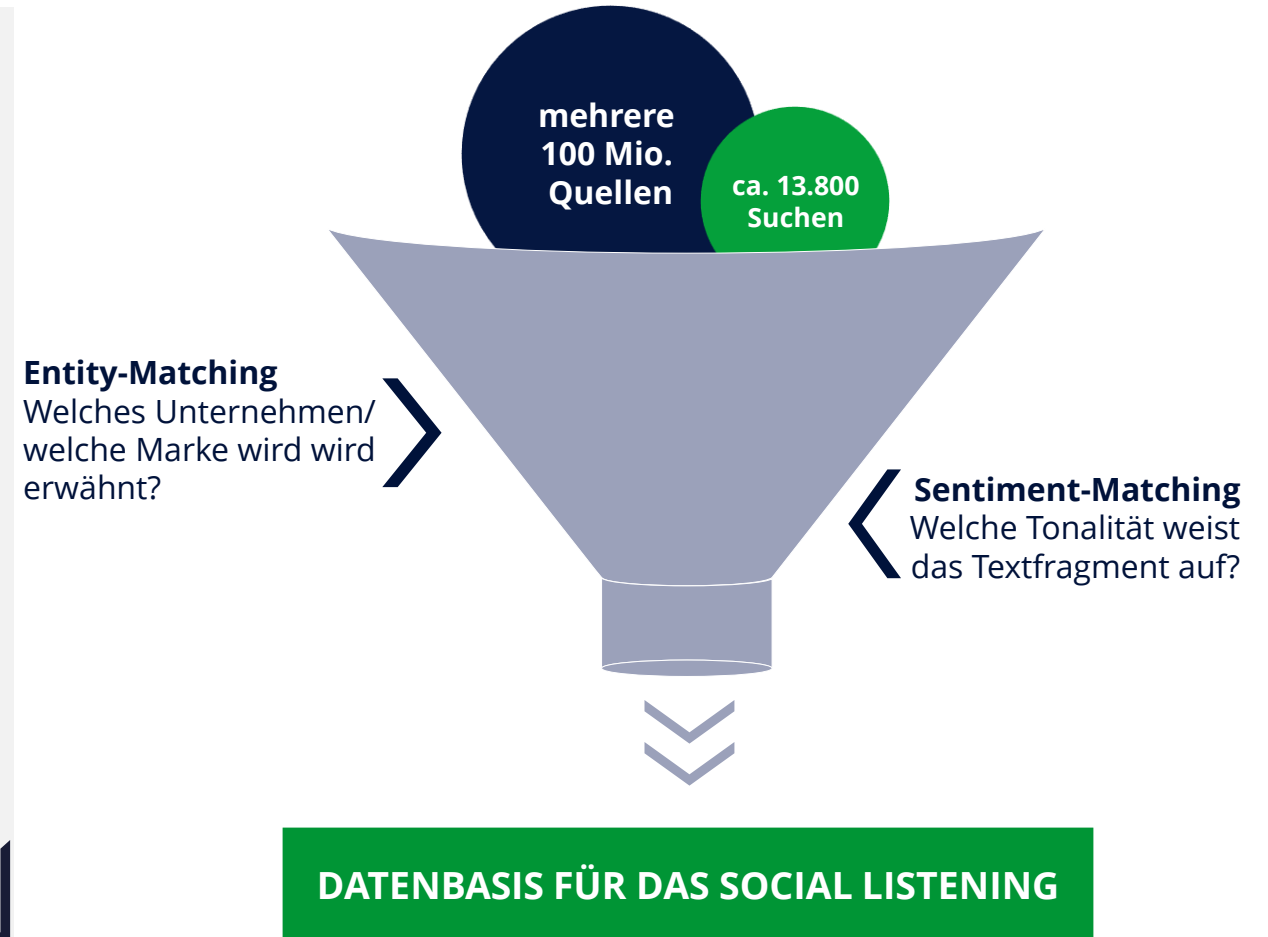 mehrere
100 Mio.
Quellen
ca. 13.800
Suchen
Entity-Matching
Welches Unternehmen/
welche Marke wird wird
erwähnt?
Sentiment-Matching
Welche Tonalität weist
das Textfragment auf?
DATENBASIS FÜR DAS SOCIAL LISTENING